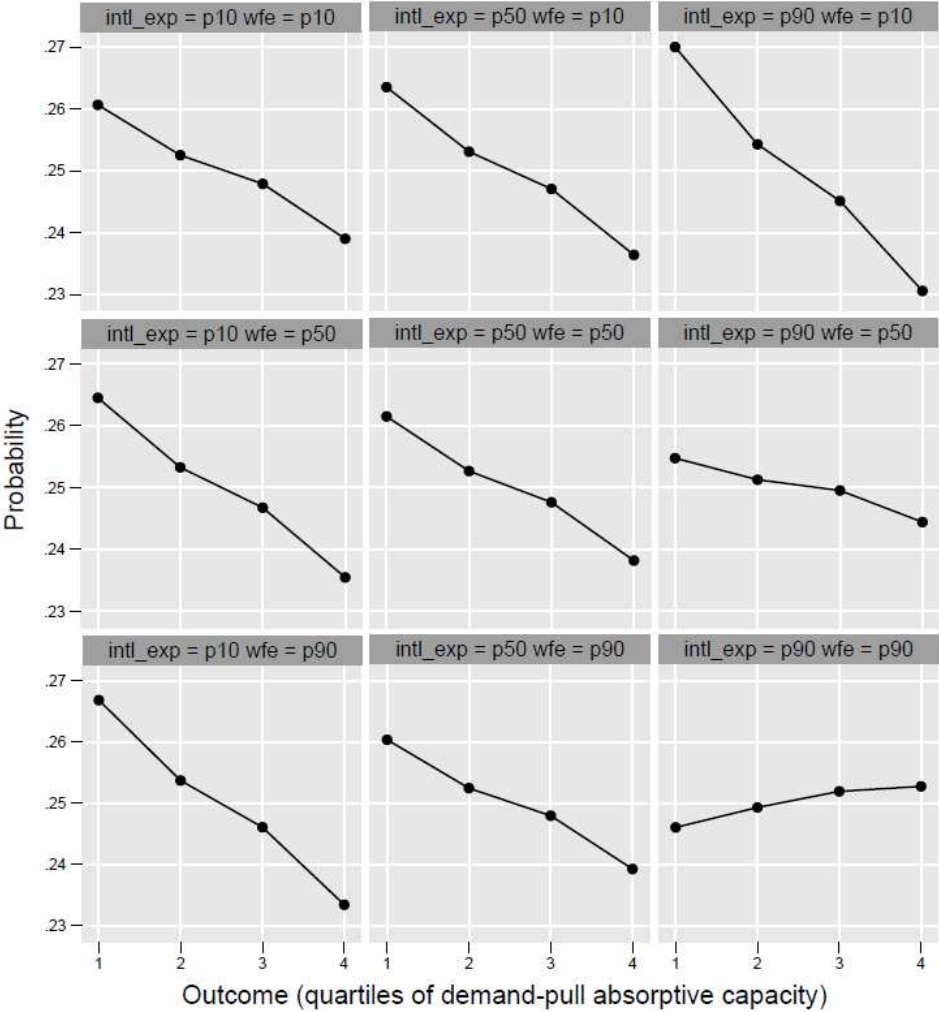 intl_exp = p10 wfe = p10 intl_exp = p50 wfe = p10 intl_exp = p90 wfe = p10
.27
.26
.25
.24
.23
intl_exp = p10 wfe = p50 intl_exp = p50 wfe = p50 intl_exp = p90 wfe = p50
.27
.26
.25
.24
.23
Probability
intl_exp = p10 wfe = p90 intl_exp = p50 wfe = p90 intl_exp = p90 wfe = p90
.27
.26
.25
.24
.23
1 2 3 4 1 2 3 4 1 2 3 4
Outcome (quartiles of demand-pull absorptive capacity)